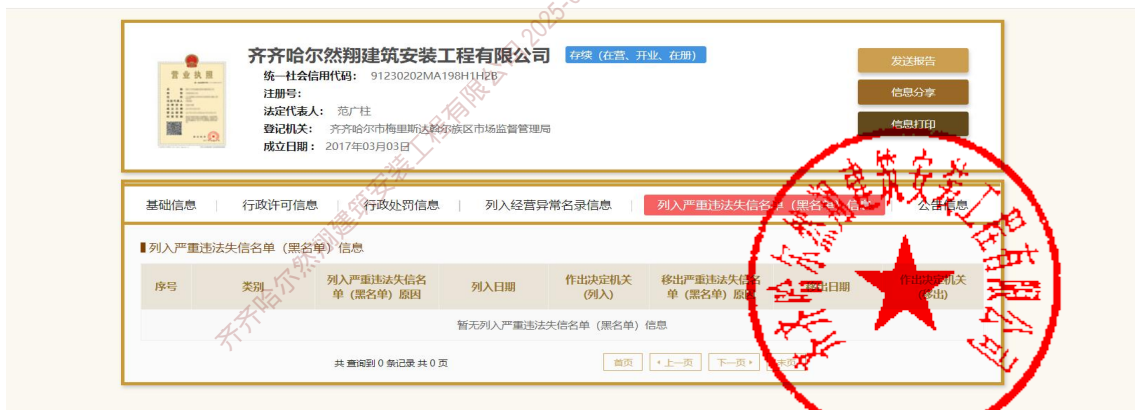 齐齐哈尔然翔建筑安装工程有限公司 存续（在营、开业、在册）
统一社会信用代码： 91230202MA198H1H2B
注册号：
法定代表人： 范广柱
登记机关： 齐齐哈尔市梅里斯达斡尔族区市场监督管理局
成立日期： 2017年03月03日
营业执照
发送报告
信息分享
信息打印
基础信息 行政许可信息 行政处罚信息 列入经营异常名录信息 列入严重违法失信名单（黑名单）信息 公告信息
列入严重违法失信名单（黑名单）信息
序号 类别 列入严重违法失信名单（黑名单）原因 列入日期 作出决定机关(列入) 移出严重违法失信名单（黑名单）原因 移出日期 作出决定机关(移出)
暂无列入严重违法失信名单（黑名单）信息
共 查询到 0 条记录 共 0 页
首页 上一页 下一页 末页
齐齐哈尔然翔建筑安装工程有限公司
齐齐哈尔然翔建筑安装工程有限公司 2025-0